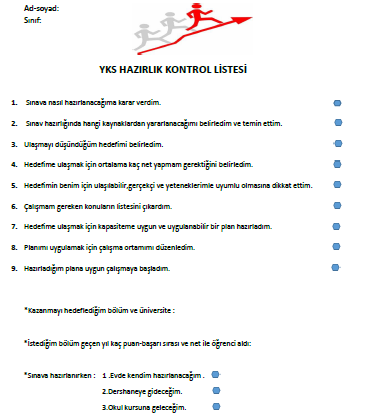 Ad-soyad:
Sınıf:
YKS HAZIRLIK KONTROL LİSTESİ
1. Sınava nasıl hazırlanacağıma karar verdim.
2. Sınav hazırlığında hangi kaynaklardan yararlanacağımı belirledim ve temin ettim.
3. Ulaşmayı düşündüğüm hedefimi belirledim.
4. Hedefime ulaşmak için ortalama kaç net yapmam gerektiğini belirledim.
5. Hedefimin benim için ulaşılabilir,gerçekçi ve yeteneklerimle uyumlu olmasına dikkat ettim.
6. Çalışmam gereken konuların listesini çıkardım.
7. Hedefime ulaşmak için kapasiteme uygun ve uygulanabilir bir plan hazırladım.
8. Planımı uygulamak için çalışma ortamımı düzenledim.
9. Hazırladığım plana uygun çalışmaya başladım.
*Kazanmayı hedeflediğim bölüm ve üniversite :
*İstediğim bölüm geçen yıl kaç puan-başarı sırası ve net ile öğrenci aldı:
*Sınava hazırlanırken : 1 .Evde kendim hazırlanacağım .
2.Dershaneye gideceğim.
3.Okul kursuna geleceğim.